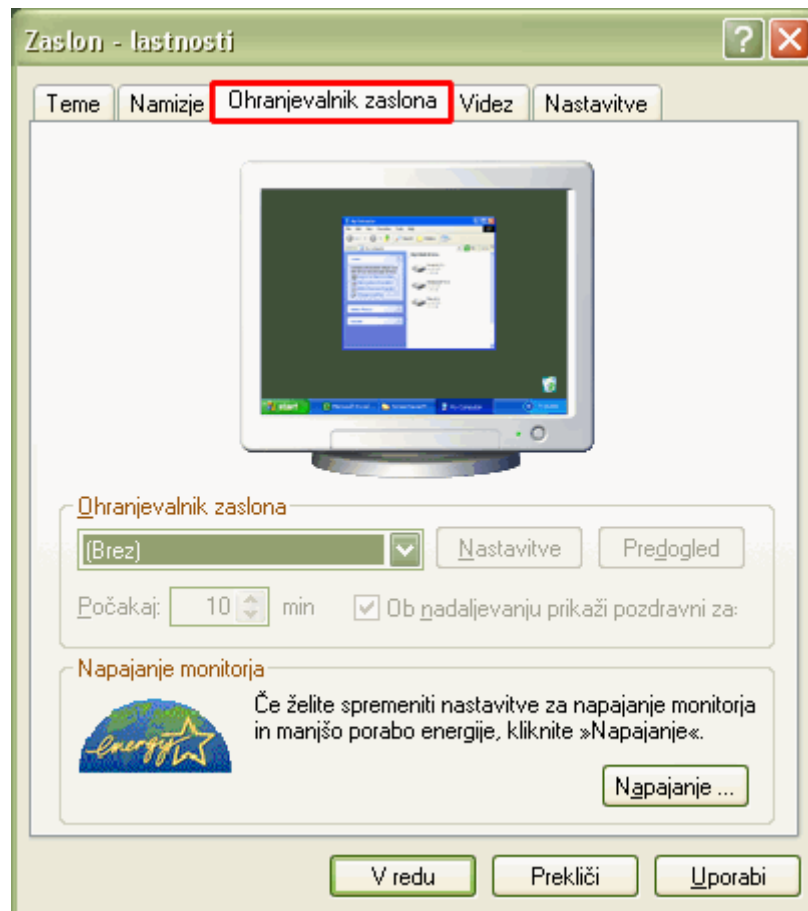 Zaslon - lastnosti
Teme Namizje Ohranjevalnik zaslona Videz Nastavitve
start
Ohranjevalnik zaslona
(Brez) Nastavitve Predogled
Počakaj: 10 min Ob nadaljevanju prikaži pozdravni za:
Napajanje monitorja
Če želite spremeniti nastavitve za napajanje monitorja
in manjšo porabo energije, kliknite »Napajanje«.
energy
Napajanje ...
V redu Prekliči Uporabi